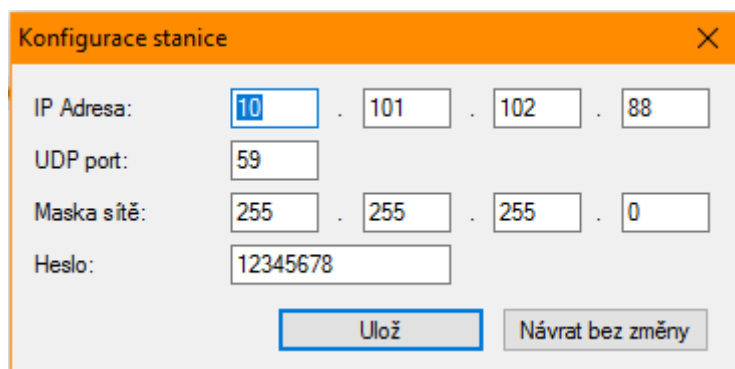 Konfigurace stanice
IP Adresa: 10 . 101 . 102 . 88
UDP port: 59
Maska sítě: 255 . 255 . 255 . 0
Heslo: 12345678
Ulož Návrat bez změny